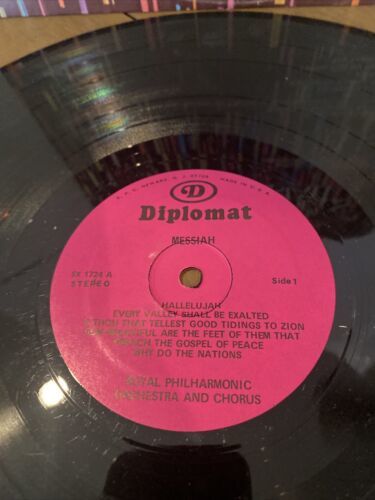 NEWARK, N. J. MADE IN U.S.A.
D
Diplomat
MESSIAH
SX 1724 A
STEREO
Side 1
HALLELUJAH
EVERY VALLEY SHALL BE EXALTED
THOU THAT TELLEST GOOD TIDINGS TO ZION
ARE THE FEET OF THEM THAT
PREACH THE GOSPEL OF PEACE
WHY DO THE NATIONS
ROYAL PHILHARMONIC
ORCHESTRA AND CHORUS